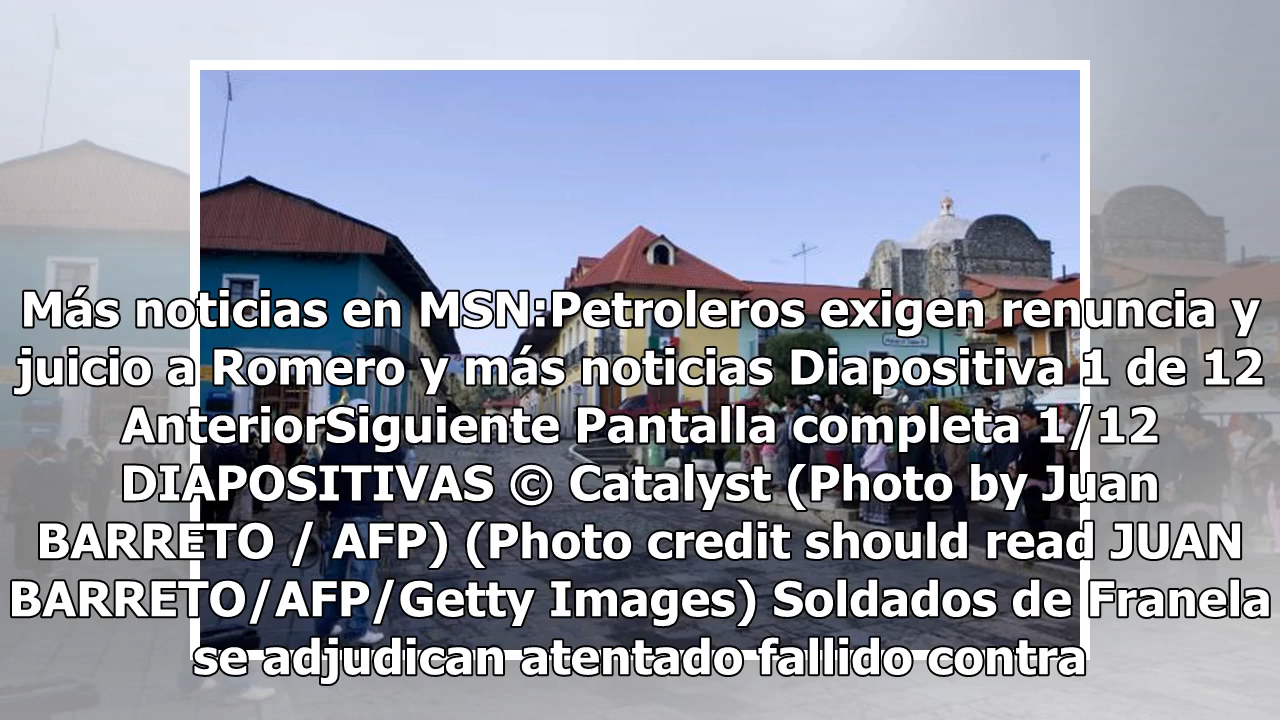 Más noticias en MSN:Petroleros exigen renuncia y
juicio a Romero y más noticias Diapositiva 1 de 12
AnteriorSiguiente Pantalla completa 1/12
DIAPOSITIVAS © Catalyst (Photo by Juan
BARRETO / AFP) (Photo credit should read JUAN
BARRETO/AFP/Getty Images) Soldados de Franela
se adjudican atentado fallido contra